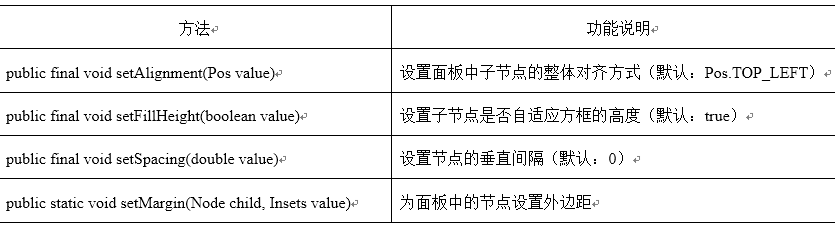 方法 功能说明
public final void setAlignment(Pos value) 设置面板中子节点的整体对齐方式（默认：Pos.TOP_LEFT）
public final void setFillHeight(boolean value) 设置子节点是否自适应方框的高度（默认：true）
public final void setSpacing(double value) 设置节点的垂直间隔（默认：0）
public static void setMargin(Node child, Insets value) 为面板中的节点设置外边距